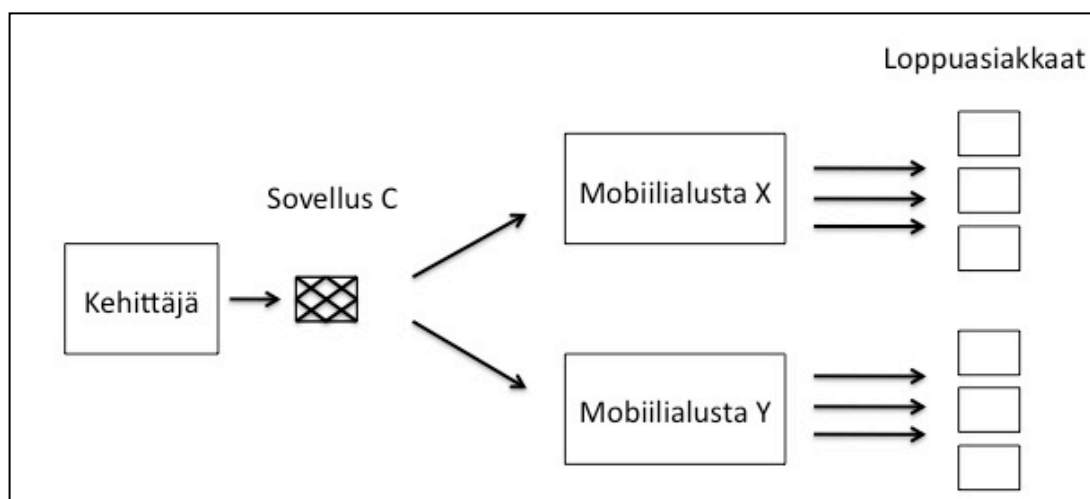 Loppuasiakkaat
Sovellus C
Kehittäjä
Mobiilialusta X
Mobiilialusta Y